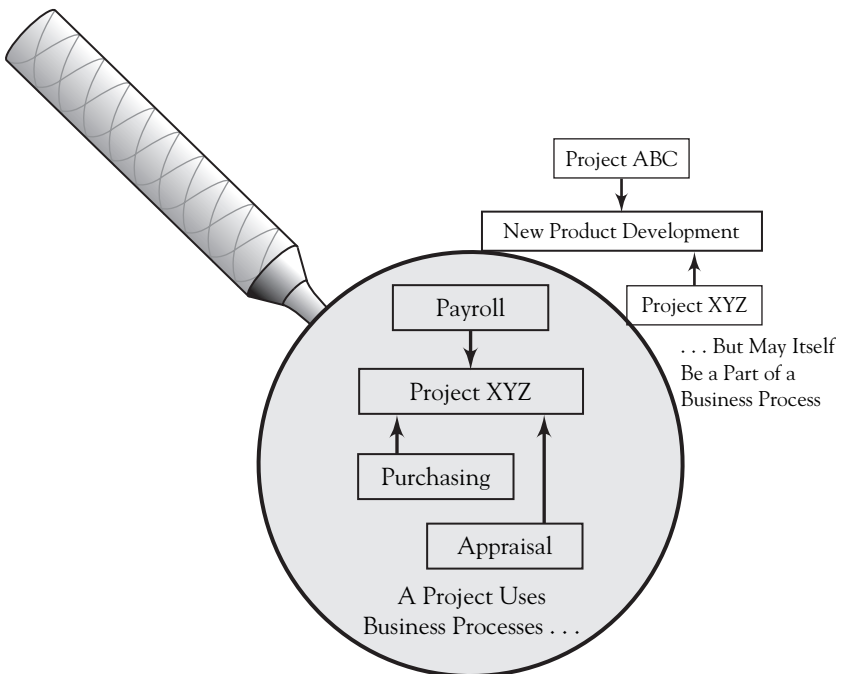 Project ABC
New Product Development
Project XYZ
. . . But May Itself
Be a Part of a
Business Process
Payroll
Project XYZ
Purchasing
Appraisal
A Project Uses
Business Processes . . .